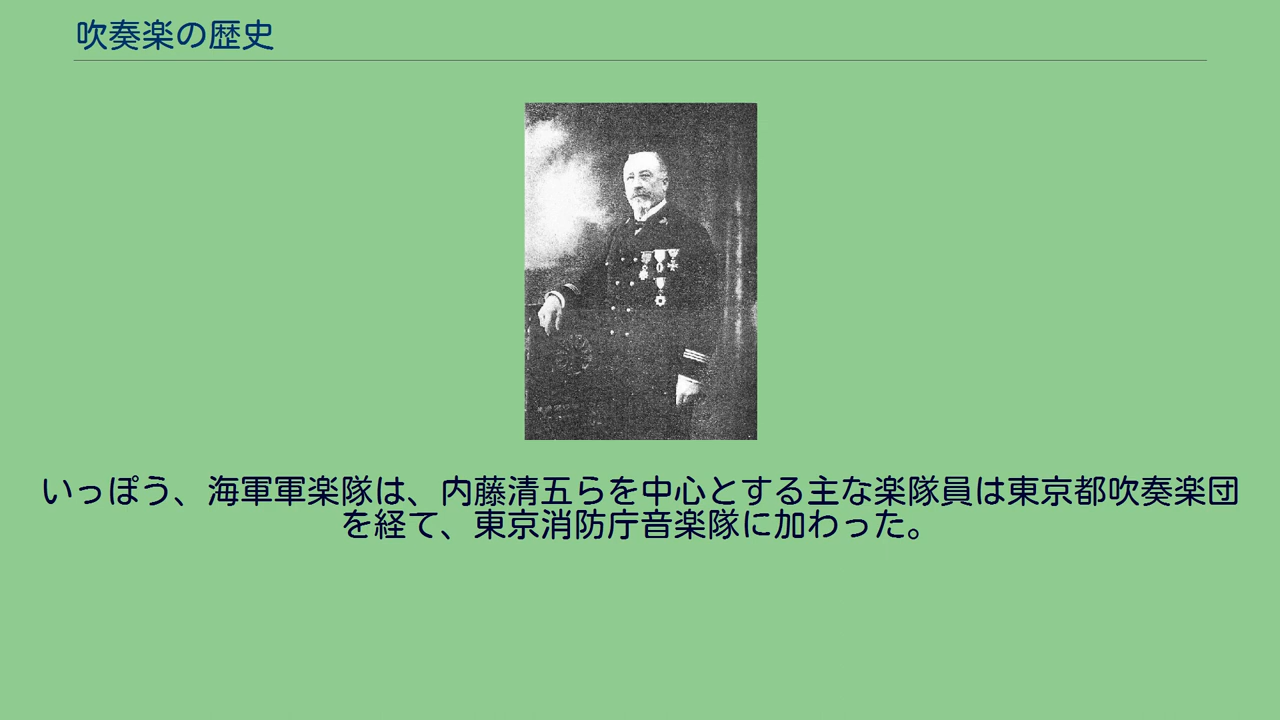 吹奏楽の歴史
いっぽう、海軍軍楽隊は、内藤清五らを中心とする主な楽隊員は東京都吹奏楽団
を経て、東京消防庁音楽隊に加わった。